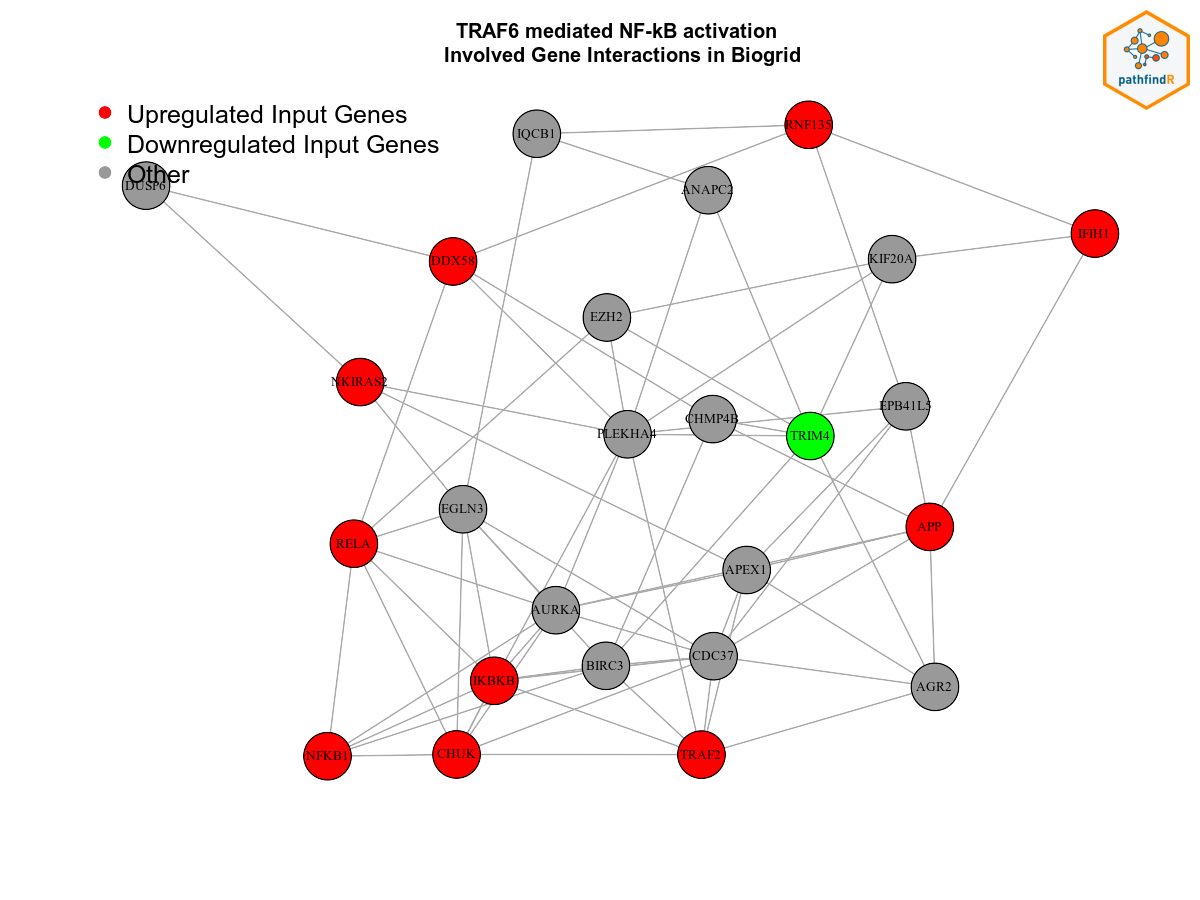 TRAF6 mediated NF-kB activation
Involved Gene Interactions in Biogrid
pathfindR
Upregulated Input Genes
Downregulated Input Genes
Other
IQCB1
RNF135
DUSP6
ANAPC2
IFIH1
DDX58
KIF20A
EZH2
NKIRAS2
EPB41L5
CHMP4B
PLEKHA4
TRIM4
EGLN3
APP
RELA
APEX1
AURKA
CDC37
BIRC3
IKBKB
AGR2
NFKB1
CHUK
TRAF2